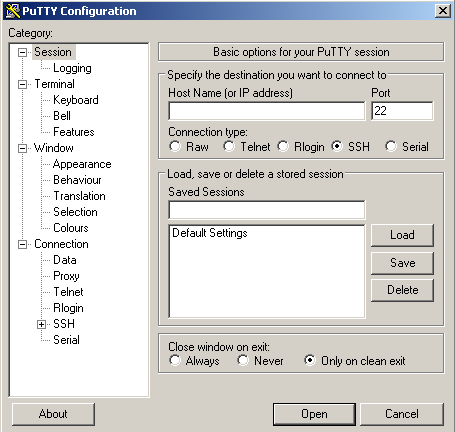 PuTTY Configuration
Category:
Session
Logging
Terminal
Keyboard
Bell
Features
Window
Appearance
Behaviour
Translation
Selection
Colours
Connection
Data
Proxy
Telnet
Rlogin
SSH
Serial
Basic options for your PuTTY session
Specify the destination you want to connect to
Host Name (or IP address) Port
22
Connection type:
Raw Telnet Rlogin SSH Serial
Load, save or delete a stored session
Saved Sessions
Default Settings
Load
Save
Delete
Close window on exit:
Always Never Only on clean exit
About Open Cancel